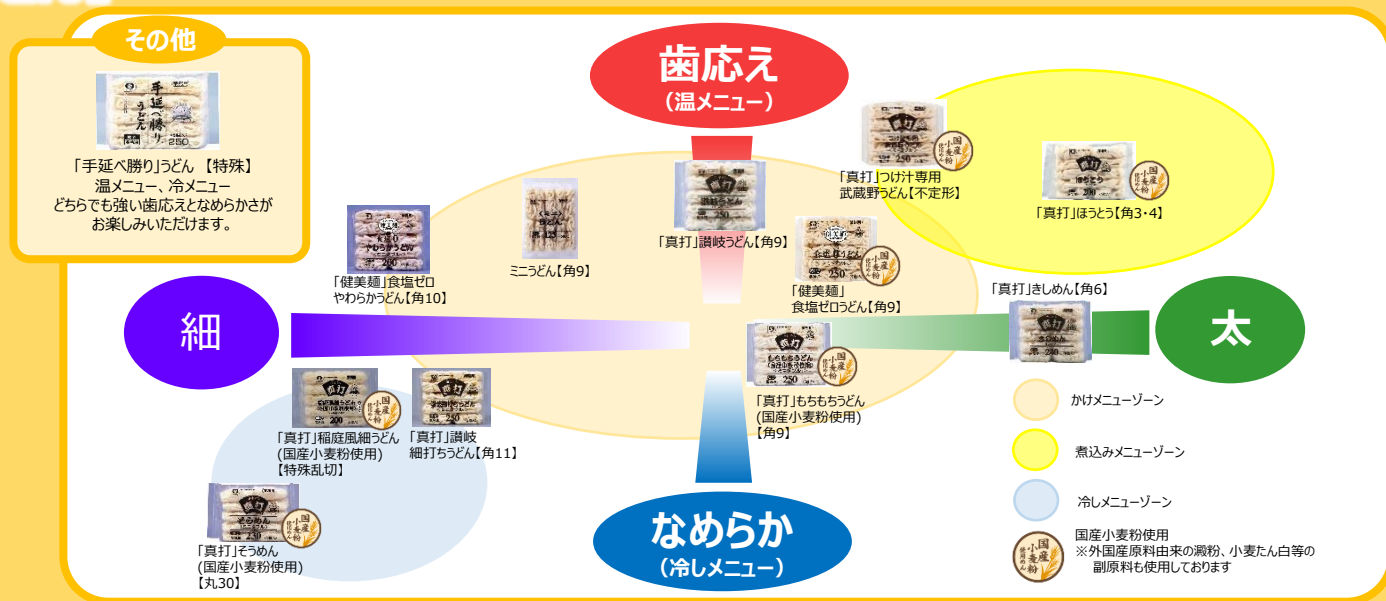 その他
手延べ勝り
うどん
250
「手延べ勝り」うどん 【特殊】
温メニュー、冷メニュー
どちらでも強い歯応えとなめらかさが
お楽しみいただけます。
歯応え
（温メニュー）
「真打」つけ汁専用
武蔵野うどん【不定形】
「真打」ほうとう【角3・4】
「真打」讃岐うどん【角9】
ミニうどん【角9】
「健美麺」食塩ゼロ
やわらかうどん【角10】
「健美麺」
食塩ゼロうどん【角9】
「真打」きしめん【角6】
細
太
「真打」もちもちうどん
(国産小麦粉使用)
【角9】
「真打」稲庭風細うどん
(国産小麦粉使用)
【特殊乱切】
「真打」讃岐
細打ちうどん【角11】
「真打」そうめん
(国産小麦粉使用)
【丸30】
なめらか
（冷しメニュー）
かけメニューゾーン
煮込みメニューゾーン
冷しメニューゾーン
国産小麦粉使用
※外国産原料由来の澱粉、小麦たん白等の
副原料も使用しております